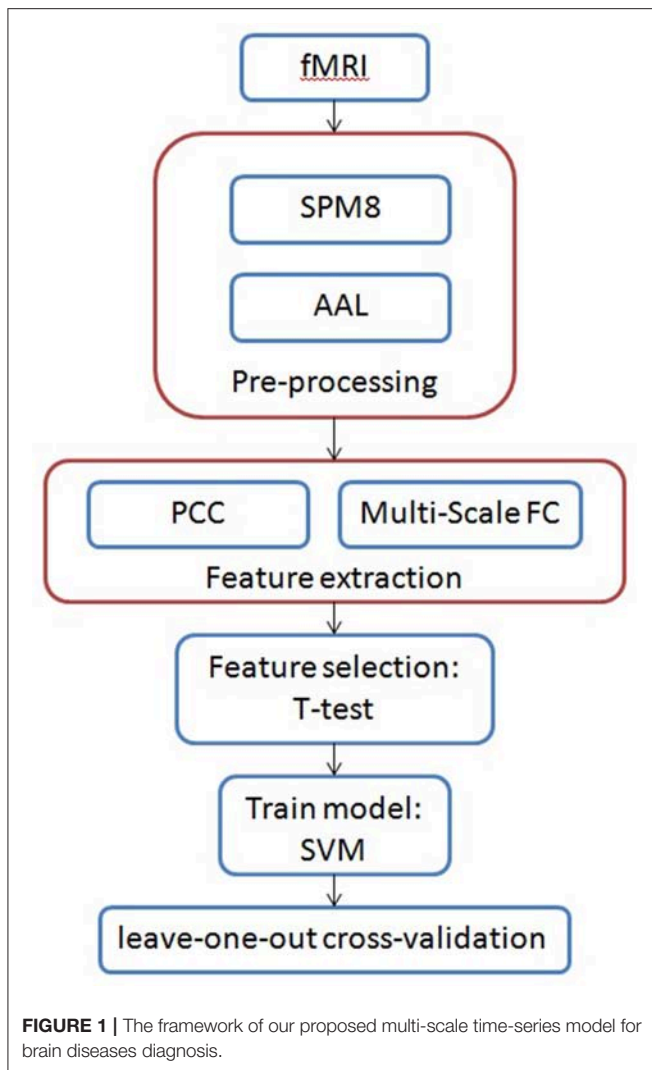 fMRI
SPM8
AAL
Pre-processing
PCC
Multi-Scale FC
Feature extraction
Feature selection:
T-test
Train model:
SVM
leave-one-out cross-validation
FIGURE 1 | The framework of our proposed multi-scale time-series model for
brain diseases diagnosis.